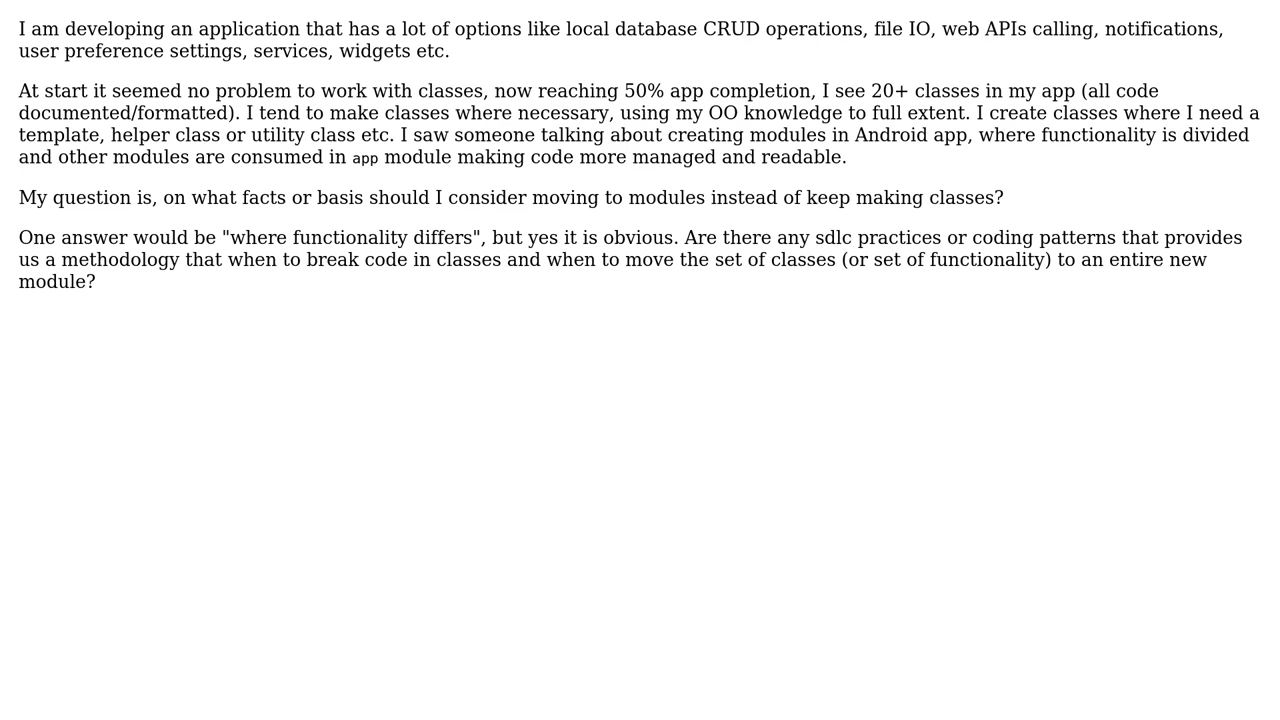 I am developing an application that has a lot of options like local database CRUD operations, file IO, web APIs calling, notifications,
user preference settings, services, widgets etc.
At start it seemed no problem to work with classes, now reaching 50% app completion, I see 20+ classes in my app (all code
documented/formatted). I tend to make classes where necessary, using my OO knowledge to full extent. I create classes where I need a
template, helper class or utility class etc. I saw someone talking about creating modules in Android app, where functionality is divided
and other modules are consumed in app module making code more managed and readable.
My question is, on what facts or basis should I consider moving to modules instead of keep making classes?
One answer would be "where functionality differs", but yes it is obvious. Are there any sdlc practices or coding patterns that provides
us a methodology that when to break code in classes and when to move the set of classes (or set of functionality) to an entire new
module?